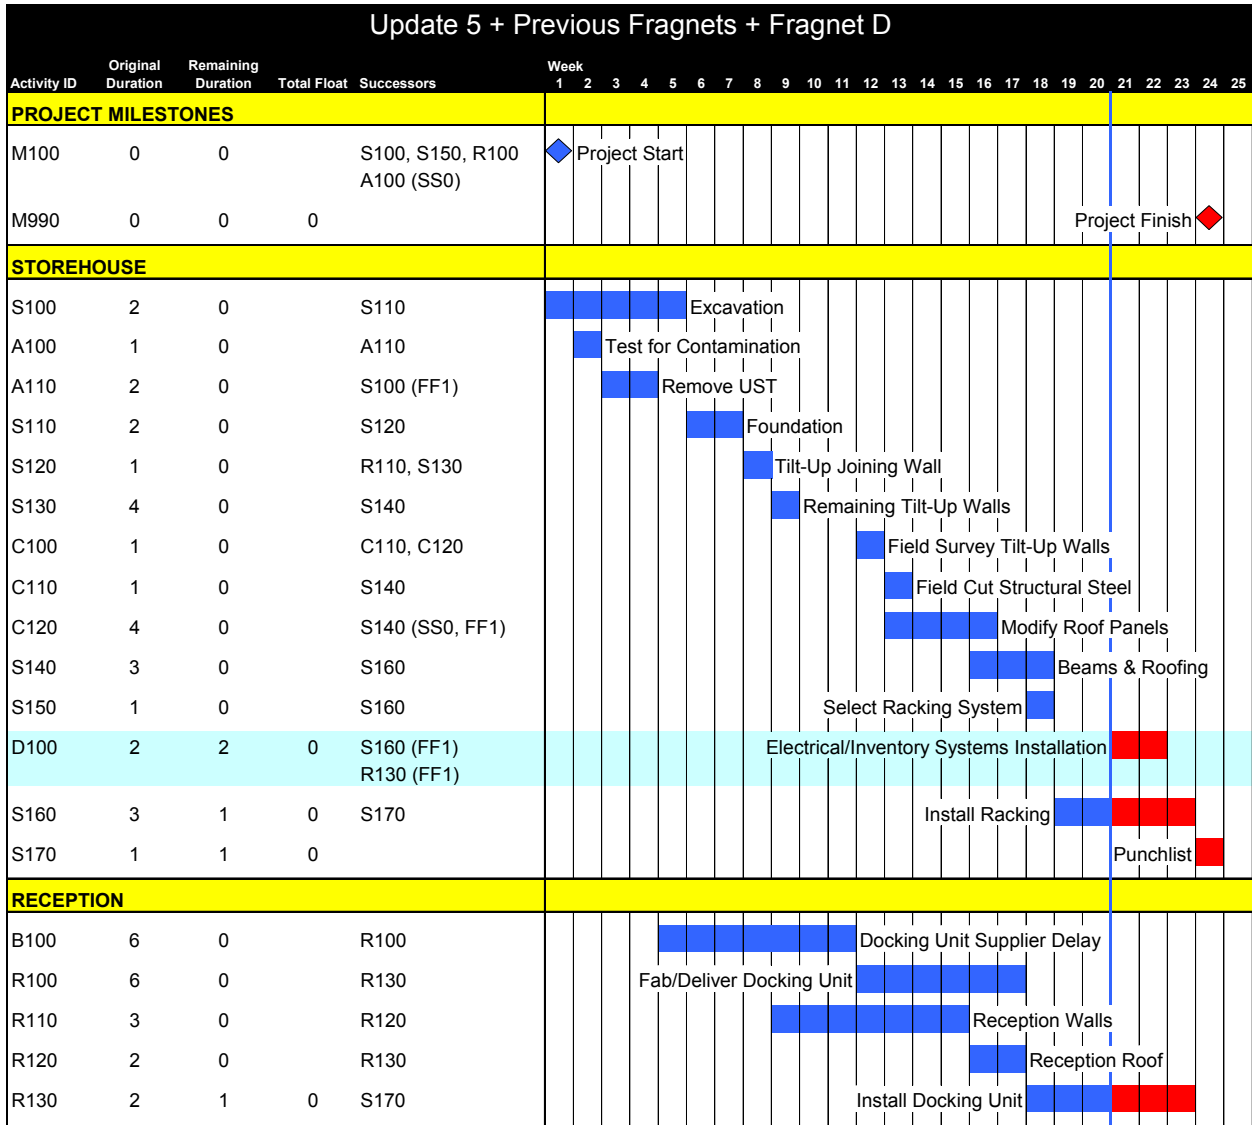 Update 5 + Previous Fragnets + Fragnet D
Activity ID Original Duration Remaining Duration Total Float Successors Week
1 2 3 4 5 6 7 8 9 10 11 12 13 14 15 16 17 18 19 20 21 22 23 24 25
PROJECT MILESTONES
M100 0 0 S100, S150, R100 Project Start
A100 (SS0)
M990 0 0 0 Project Finish
STOREHOUSE
S100 2 0 S110 Excavation
A100 1 0 A110 Test for Contamination
A110 2 0 S100 (FF1) Remove UST
S110 2 0 S120 Foundation
S120 1 0 R110, S130 Tilt-Up Joining Wall
S130 4 0 S140 Remaining Tilt-Up Walls
C100 1 0 C110, C120 Field Survey Tilt-Up Walls
C110 1 0 S140 Field Cut Structural Steel
C120 4 0 S140 (SS0, FF1) Modify Roof Panels
S140 3 0 S160 Beams & Roofing
S150 1 0 S160 Select Racking System
D100 2 2 0 S160 (FF1) Electrical/Inventory Systems Installation
R130 (FF1)
S160 3 1 0 S170 Install Racking
S170 1 1 0 Punchlist
RECEPTION
B100 6 0 R100 Docking Unit Supplier Delay
R100 6 0 R130 Fab/Deliver Docking Unit
R110 3 0 R120 Reception Walls
R120 2 0 R130 Reception Roof
R130 2 1 0 S170 Install Docking Unit